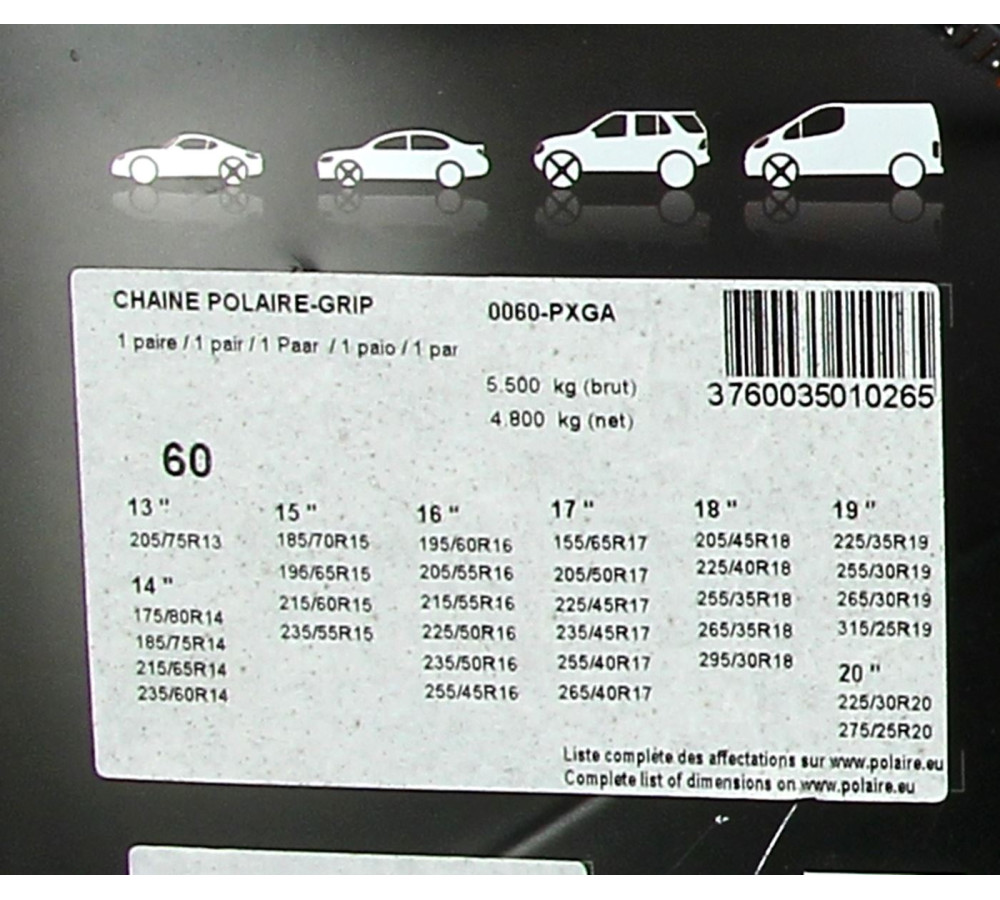 CHAINE POLAIRE-GRIP
0060-PXGA
1 paire / 1 pair / 1 Paar / 1 paio / 1 par
5.500 kg (brut)
4.800 kg (net)
3760035010265
60
13 "
205/75R13
14 "
175/80R14
185/75R14
215/65R14
235/60R14
15 "
185/70R15
195/65R15
215/60R15
235/55R15
16 "
195/60R16
205/55R16
215/55R16
225/50R16
235/50R16
255/45R16
17 "
155/65R17
205/50R17
225/45R17
235/45R17
255/40R17
265/40R17
18 "
205/45R18
225/40R18
255/35R18
265/35R18
295/30R18
19 "
225/35R19
255/30R19
265/30R19
315/25R19
20 "
225/30R20
275/25R20
Liste complète des affectations sur www.polaire.eu
Complete list of dimensions on www.polaire.eu